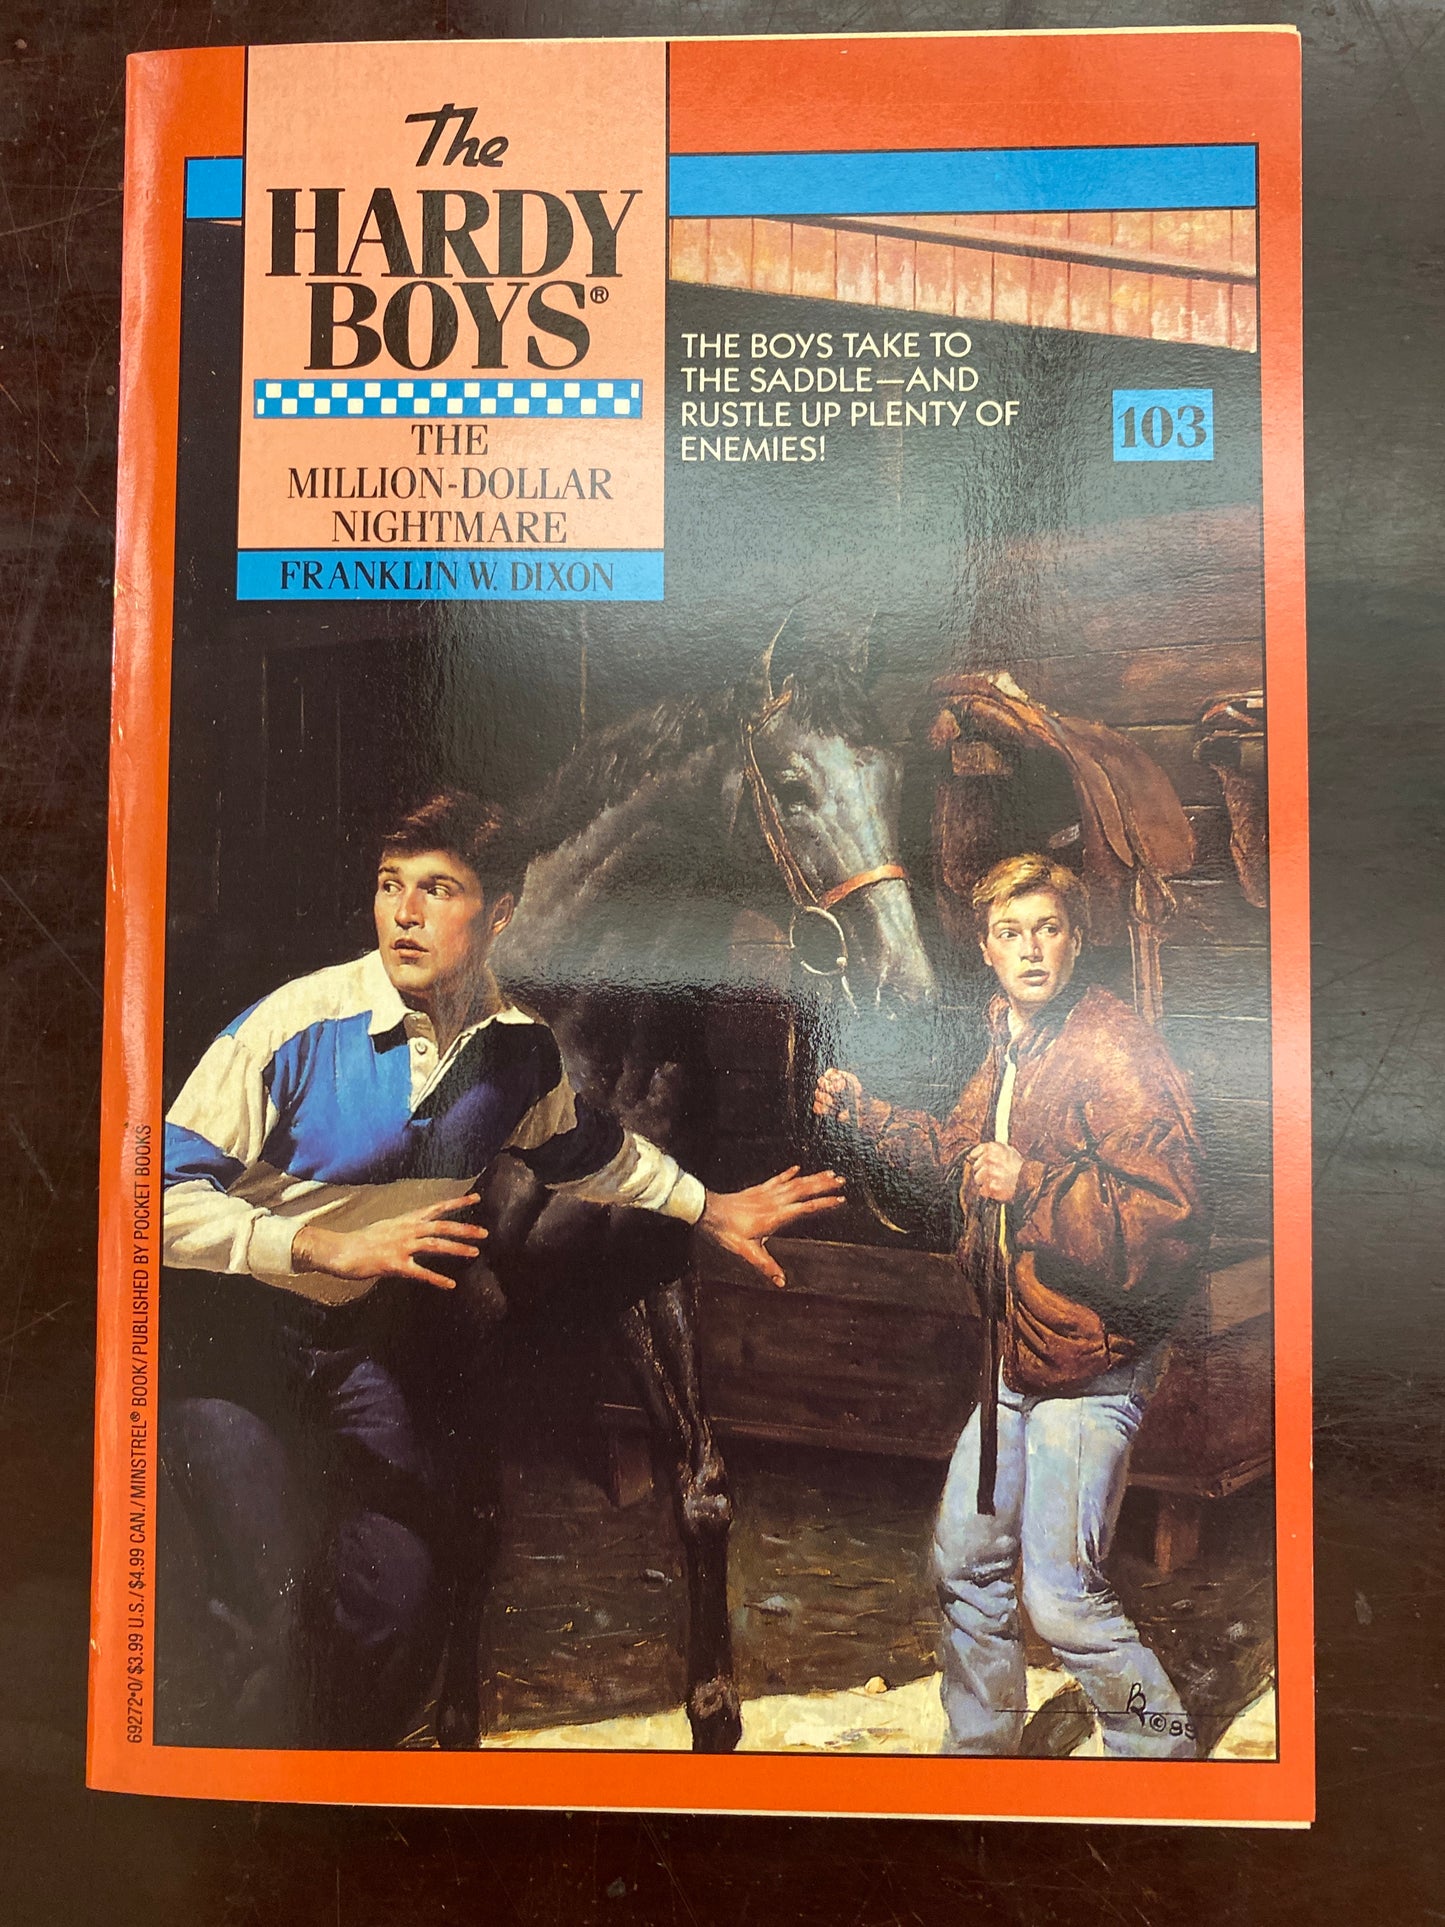 The
HARDY
BOYS®
THE
MILLION-DOLLAR
NIGHTMARE
FRANKLIN W. DIXON
THE BOYS TAKE TO
THE SADDLE—AND
RUSTLE UP PLENTY OF
ENEMIES!
103
69272•0/$3.99 U.S./$4.99 CAN./MINSTREL® BOOK/PUBLISHED BY POCKET BOOKS